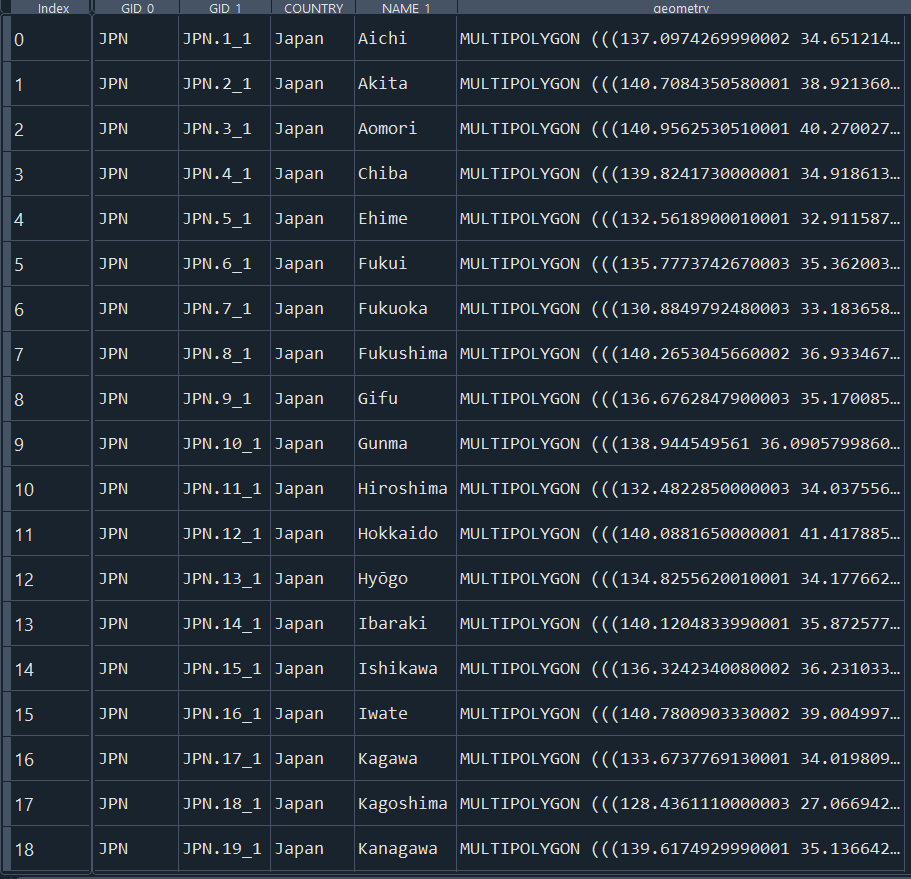 Index GID_0 GID_1 COUNTRY NAME_1 geometry
0 JPN JPN.1_1 Japan Aichi MULTIPOLYGON (((137.0974269990002 34.651214…
1 JPN JPN.2_1 Japan Akita MULTIPOLYGON (((140.7084350580001 38.921360…
2 JPN JPN.3_1 Japan Aomori MULTIPOLYGON (((140.9562530510001 40.270027…
3 JPN JPN.4_1 Japan Chiba MULTIPOLYGON (((139.8241730000001 34.918613…
4 JPN JPN.5_1 Japan Ehime MULTIPOLYGON (((132.5618900010001 32.911587…
5 JPN JPN.6_1 Japan Fukui MULTIPOLYGON (((135.7773742670003 35.362003…
6 JPN JPN.7_1 Japan Fukuoka MULTIPOLYGON (((130.8849792480003 33.183658…
7 JPN JPN.8_1 Japan Fukushima MULTIPOLYGON (((140.2653045660002 36.933467…
8 JPN JPN.9_1 Japan Gifu MULTIPOLYGON (((136.6762847900003 35.170085…
9 JPN JPN.10_1 Japan Gunma MULTIPOLYGON (((138.944549561 36.0905799860…
10 JPN JPN.11_1 Japan Hiroshima MULTIPOLYGON (((132.4822850000003 34.037556…
11 JPN JPN.12_1 Japan Hokkaido MULTIPOLYGON (((140.0881650000001 41.417885…
12 JPN JPN.13_1 Japan Hyōgo MULTIPOLYGON (((134.8255620010001 34.177662…
13 JPN JPN.14_1 Japan Ibaraki MULTIPOLYGON (((140.1204833990001 35.872577…
14 JPN JPN.15_1 Japan Ishikawa MULTIPOLYGON (((136.3242340080002 36.231033…
15 JPN JPN.16_1 Japan Iwate MULTIPOLYGON (((140.7800903330002 39.004997…
16 JPN JPN.17_1 Japan Kagawa MULTIPOLYGON (((133.6737769130001 34.019809…
17 JPN JPN.18_1 Japan Kagoshima MULTIPOLYGON (((128.4361110000003 27.066942…
18 JPN JPN.19_1 Japan Kanagawa MULTIPOLYGON (((139.6174929990001 35.136642…